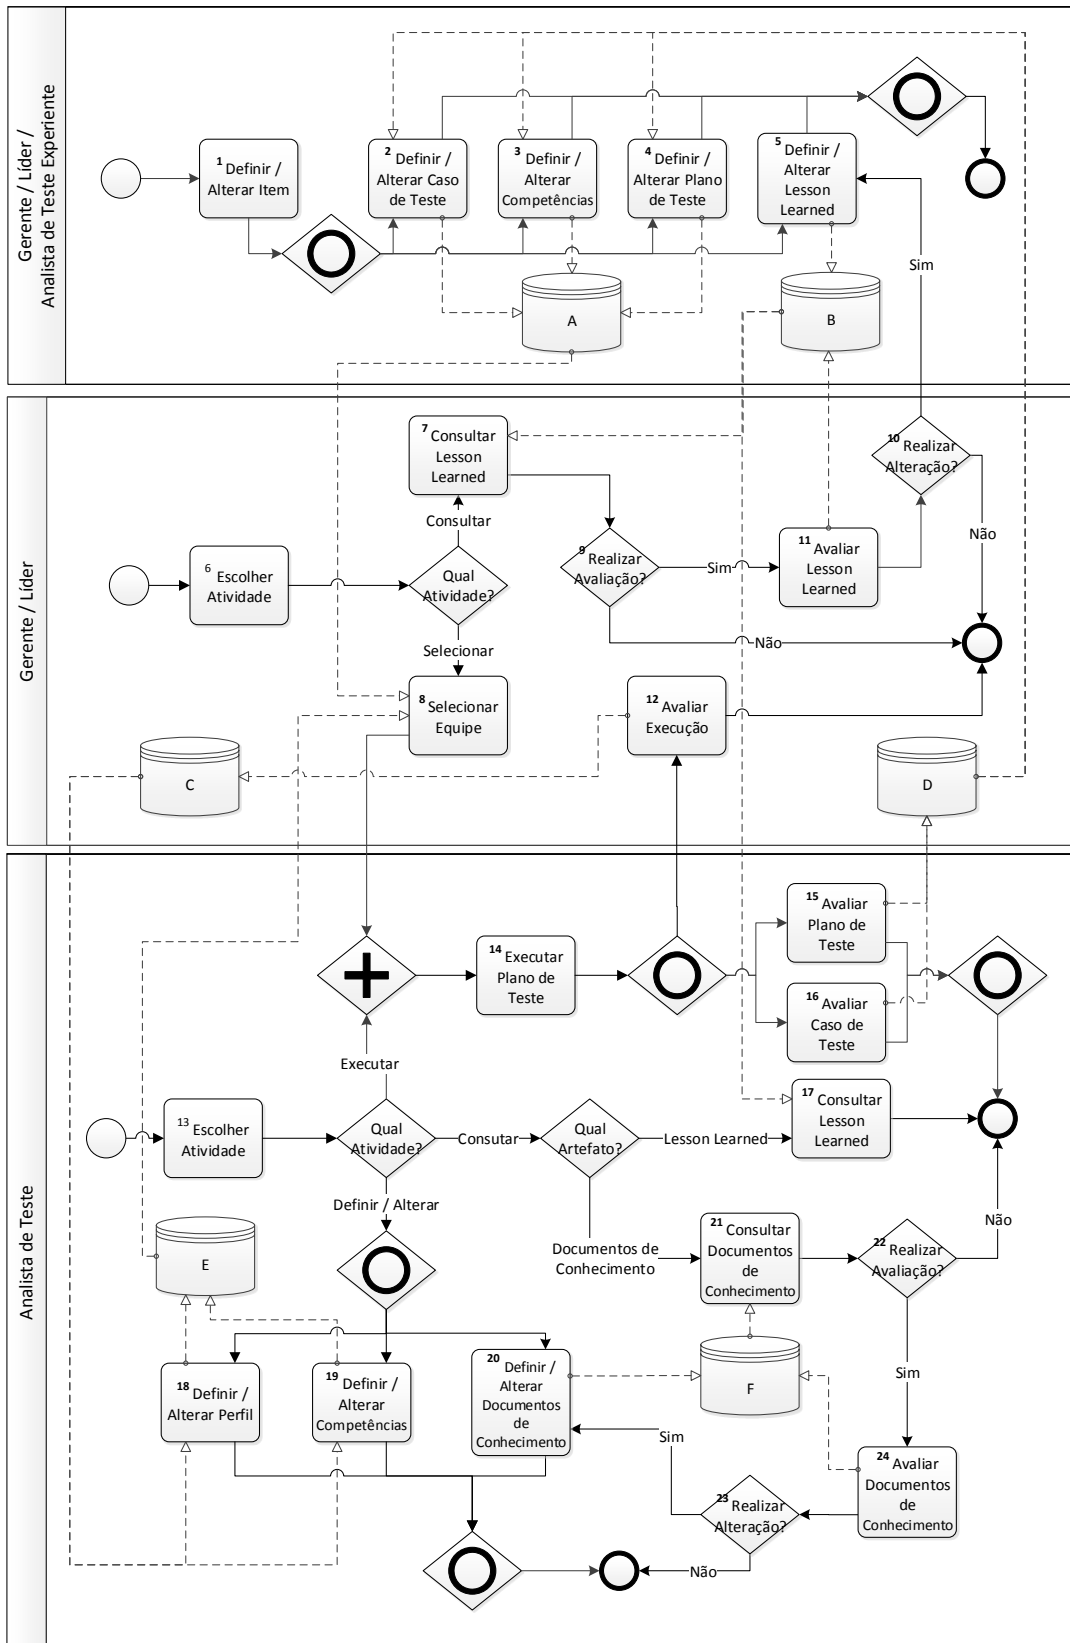 Gerente / Líder /
Analista de Teste Experiente
1 Definir /
Alterar Item
2 Definir /
Alterar Caso
de Teste
3 Definir /
Alterar
Competências
4 Definir /
Alterar Plano
de Teste
5 Definir /
Alterar
Lesson
Learned
A
B
Sim
Gerente / Líder
7 Consultar
Lesson
Learned
Consultar
6 Escolher
Atividade
Qual
Atividade?
Selecionar
8 Selecionar
Equipe
9 Realizar
Avaliação?
Sim
Não
10 Realizar
Alteração?
Não
11 Avaliar
Lesson
Learned
12 Avaliar
Execução
C
D
Analista de Teste
14 Executar
Plano de
Teste
15 Avaliar
Plano de
Teste
16 Avaliar
Caso de
Teste
Executar
13 Escolher
Atividade
Qual
Atividade?
Consutar
Qual
Artefato?
Lesson Learned
17 Consultar
Lesson
Learned
Definir / Alterar
Documentos de
Conhecimento
21 Consultar
Documentos
de
Conhecimento
22 Realizar
Avaliação?
Não
Sim
E
F
18 Definir /
Alterar Perfil
19 Definir /
Alterar
Competências
20 Definir /
Alterar
Documentos
de
Conhecimento
Sim
23 Realizar
Alteração?
Não
24 Avaliar
Documentos
de
Conhecimento